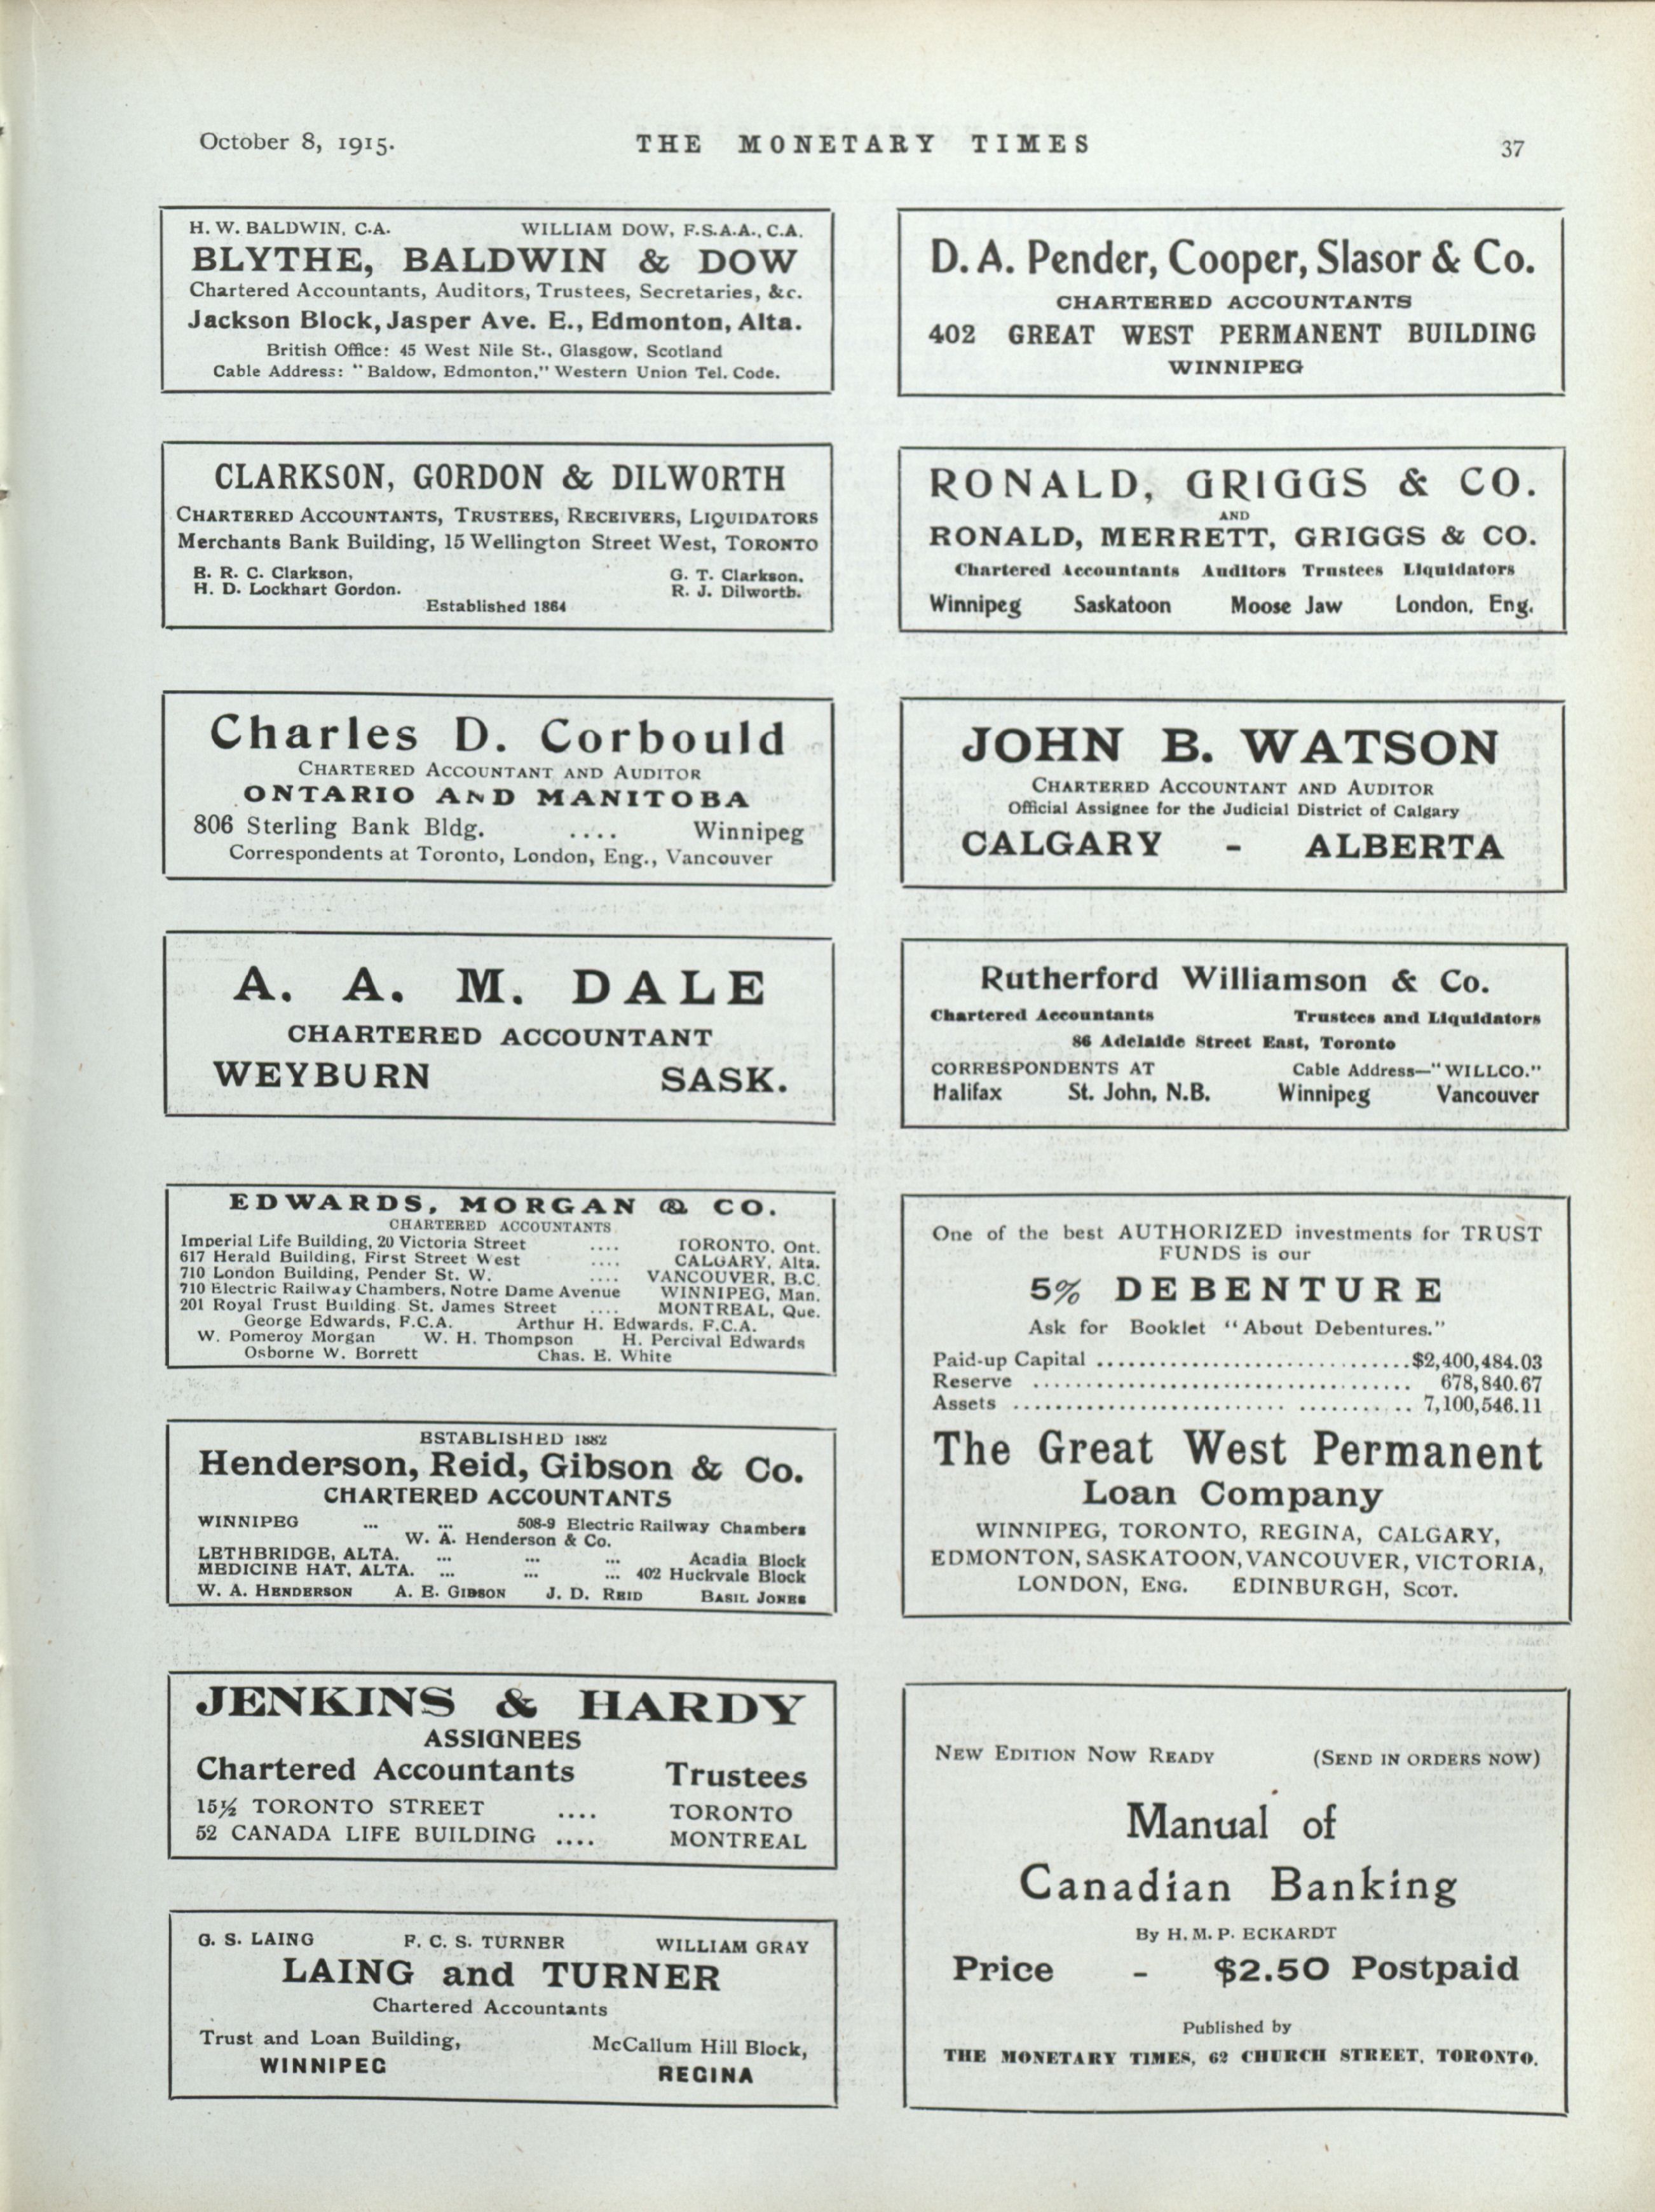 October 8, 1915.
THE MONETARY TIMES
37
H. W. BALDWIN, C.A. WILLIAM DOW, F.S.A.A., C.A.
BLYTHE, BALDWIN & DOW
Chartered Accountants, Auditors, Trustees, Secretaries, &c.
Jackson Block, Jasper Ave. E., Edmonton, Alta.
British Office: 45 West Nile St., Glasgow, Scotland
Cable Address: "Baldow, Edmonton," Western Union Tel. Code.
CLARKSON, GORDON & DILWORTH
CHARTERED ACCOUNTANTS, TRUSTEES, RECEIVERS, LIQUIDATORS
Merchants Bank Building, 15 Wellington Street West, TORONTO
B. R. C. Clarkson, G. T. Clarkson.
H. D. Lockhart Gordon. R. J. Dilworth.
Established 1864
Charles D. Corbould
CHARTERED ACCOUNTANT AND AUDITOR
ONTARIO AND MANITOBA
806 Sterling Bank Bldg. .... Winnipeg
Correspondents at Toronto, London, Eng., Vancouver
A. A. M. DALE
CHARTERED ACCOUNTANT
WEYBURN SASK.
EDWARDS, MORGAN & CO.
CHARTERED ACCOUNTANTS
Imperial Life Building, 20 Victoria Street .... TORONTO, Ont.
617 Herald Building, First Street West .... CALGARY, Alta.
710 London Building, Pender St. W. .... VANCOUVER, B.C.
710 Electric Railway Chambers, Notre Dame Avenue WINNIPEG, Man.
201 Royal Trust Building St. James Street .... MONTREAL, Que.
George Edwards, F.C.A. Arthur H. Edwards, F.C.A.
W. Pomeroy Morgan W. H. Thompson H. Percival Edwards
Osborne W. Borrett Chas. E. White
ESTABLISHED 1882
Henderson, Reid, Gibson & Co.
CHARTERED ACCOUNTANTS
WINNIPEG ... ... 508-9 Electric Railway Chambers
W. A. Henderson & Co.
LETHBRIDGE, ALTA. ... ... ... Acadia Block
MEDICINE HAT, ALTA. ... ... ... 402 Huckvale Block
W. A. HENDERSON A. E. GIBSON J. D. REID BASIL JONES
JENKINS & HARDY
ASSIGNEES
Chartered Accountants Trustees
15½ TORONTO STREET .... TORONTO
52 CANADA LIFE BUILDING .... MONTREAL
G. S. LAING F. C. S. TURNER WILLIAM GRAY
LAING and TURNER
Chartered Accountants
Trust and Loan Building, McCallum Hill Block,
WINNIPEG REGINA
D. A. Pender, Cooper, Slasor & Co.
CHARTERED ACCOUNTANTS
402 GREAT WEST PERMANENT BUILDING
WINNIPEG
RONALD, GRIGGS & CO.
AND
RONALD, MERRETT, GRIGGS & CO.
Chartered Accountants Auditors Trustees Liquidators
Winnipeg Saskatoon Moose Jaw London, Eng.
JOHN B. WATSON
CHARTERED ACCOUNTANT AND AUDITOR
Official Assignee for the Judicial District of Calgary
CALGARY - ALBERTA
Rutherford Williamson & Co.
Chartered Accountants Trustees and Liquidators
86 Adelaide Street East, Toronto
CORRESPONDENTS AT Cable Address—"WILLCO."
Halifax St. John, N.B. Winnipeg Vancouver
One of the best AUTHORIZED investments for TRUST
FUNDS is our
5% DEBENTURE
Ask for Booklet "About Debentures."
Paid-up Capital ..............................$2,400,484.03
Reserve .................................... 678,840.67
Assets .................................... 7,100,546.11
The Great West Permanent
Loan Company
WINNIPEG, TORONTO, REGINA, CALGARY,
EDMONTON, SASKATOON, VANCOUVER, VICTORIA,
LONDON, ENG. EDINBURGH, SCOT.
NEW EDITION NOW READY (SEND IN ORDERS NOW)
Manual of
Canadian Banking
By H. M. P. ECKARDT
Price - $2.50 Postpaid
Published by
THE MONETARY TIMES, 62 CHURCH STREET, TORONTO.